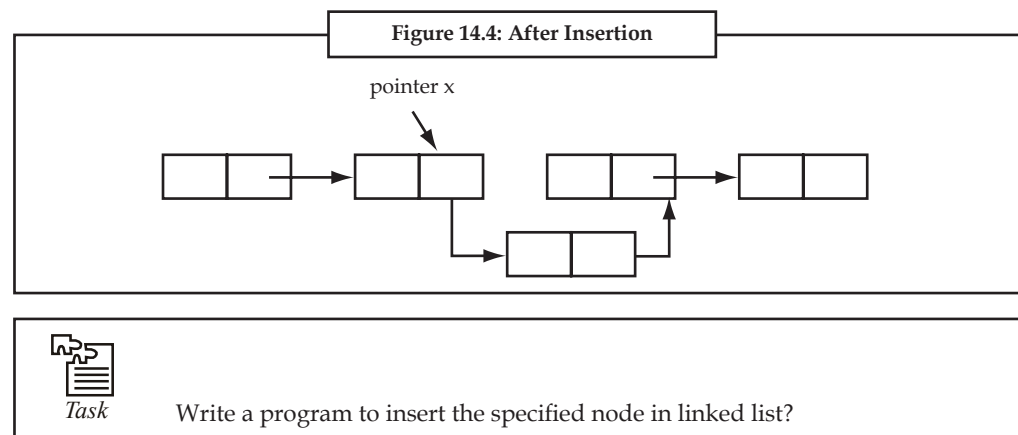 Figure 14.4: After Insertion
pointer x
Task
Write a program to insert the specified node in linked list?